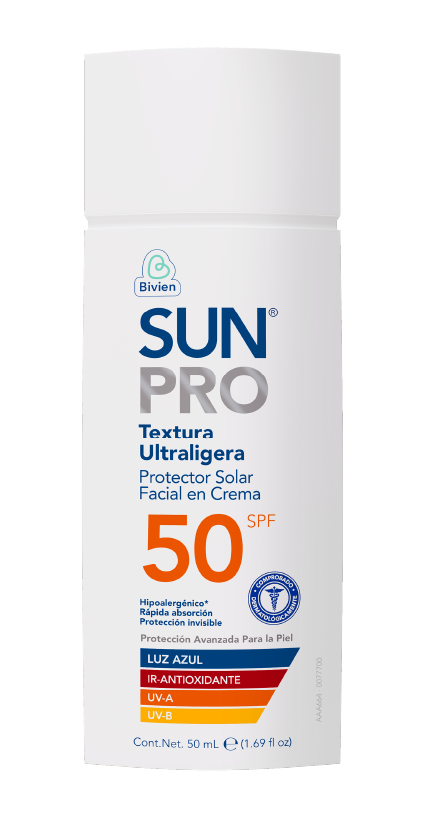 Bivien
SUN®
PRO
Textura
Ultraligera
Protector Solar
Facial en Crema
50 SPF
COMPROBADO
DERMATOLÓGICAMENTE
Hipoalergénico*
Rápida absorción
Protección invisible
Protección Avanzada Para la Piel
LUZ AZUL
IR-ANTIOXIDANTE
UV-A
UV-B
Cont.Net. 50 mL ℮ (1.69 fl oz)